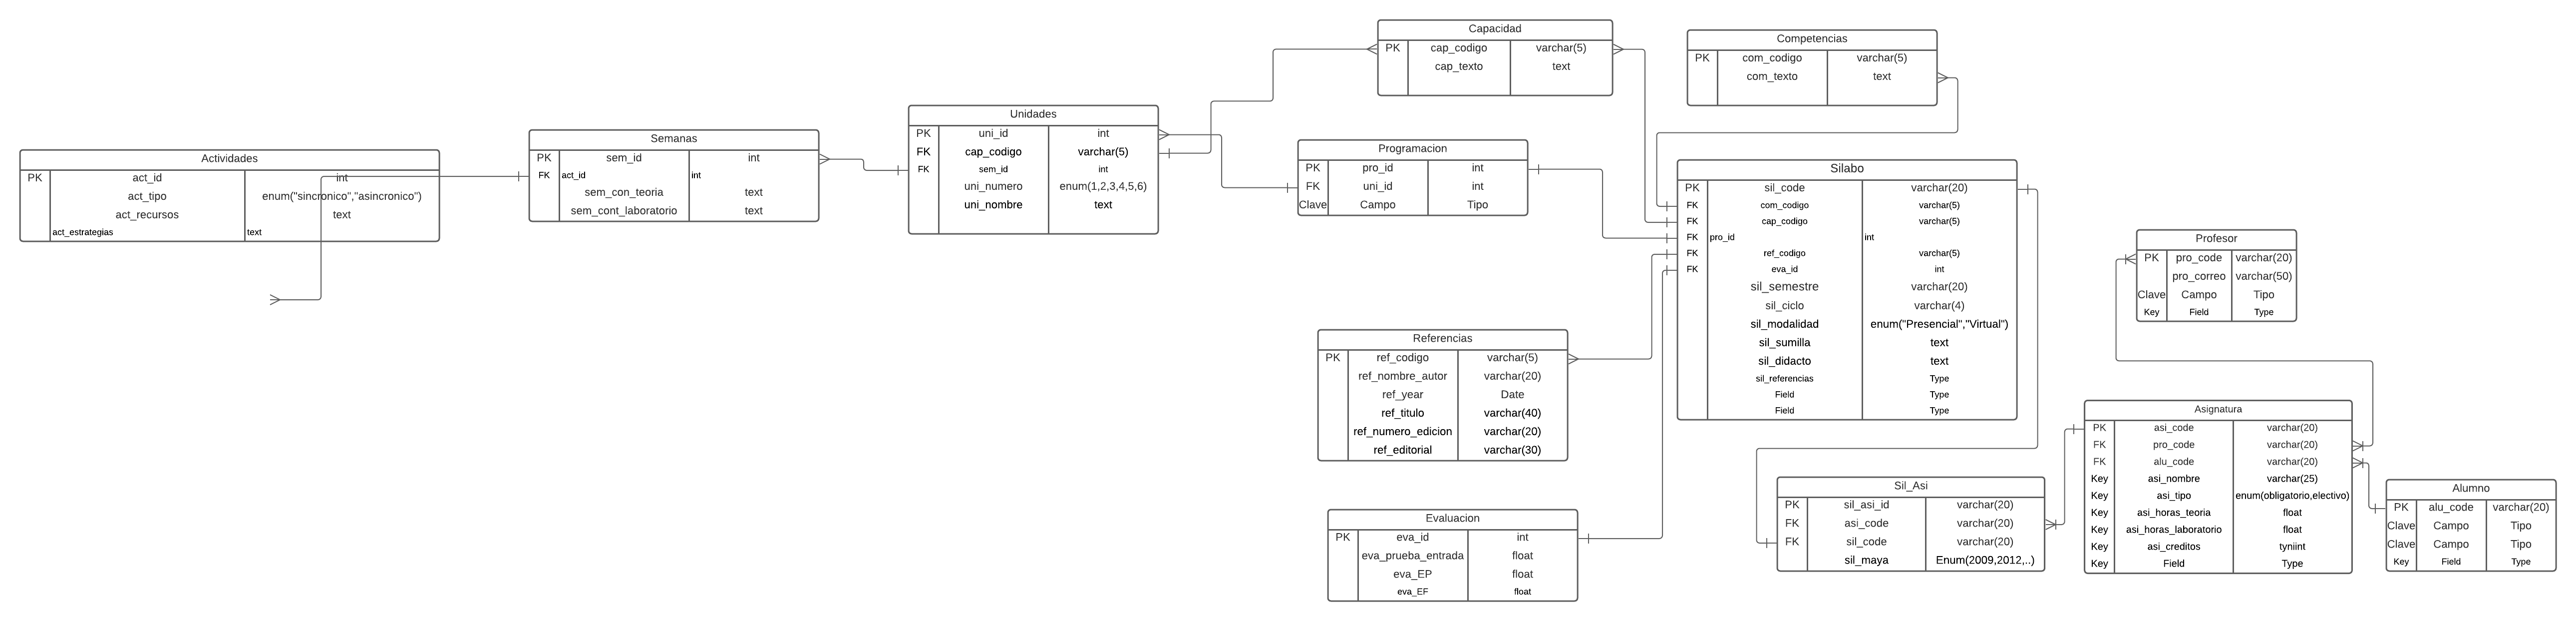 Actividades
PK act_id int
act_tipo enum("sincronico","asincronico")
act_recursos text
act_estrategias text
Semanas
PK sem_id int
FK act_id int
sem_con_teoria text
sem_cont_laboratorio text
Unidades
PK uni_id int
FK cap_codigo varchar(5)
FK sem_id int
uni_numero enum(1,2,3,4,5,6)
uni_nombre text
Capacidad
PK cap_codigo varchar(5)
cap_texto text
Programacion
PK pro_id int
FK uni_id int
Clave Campo Tipo
Referencias
PK ref_codigo varchar(5)
ref_nombre_autor varchar(20)
ref_year Date
ref_titulo varchar(40)
ref_numero_edicion varchar(20)
ref_editorial varchar(30)
Evaluacion
PK eva_id int
eva_prueba_entrada float
eva_EP float
eva_EF float
Competencias
PK com_codigo varchar(5)
com_texto text
Silabo
PK sil_code varchar(20)
FK com_codigo varchar(5)
FK cap_codigo varchar(5)
FK pro_id int
FK ref_codigo varchar(5)
FK eva_id int
sil_semestre varchar(20)
sil_ciclo varchar(4)
sil_modalidad enum("Presencial","Virtual")
sil_sumilla text
sil_didacto text
sil_referencias Type
Field Type
Field Type
Sil_Asi
PK sil_asi_id varchar(20)
FK asi_code varchar(20)
FK sil_code varchar(20)
sil_maya Enum(2009,2012,..)
Profesor
PK pro_code varchar(20)
pro_correo varchar(50)
Clave Campo Tipo
Key Field Type
Asignatura
PK asi_code varchar(20)
FK pro_code varchar(20)
FK alu_code varchar(20)
Key asi_nombre varchar(25)
Key asi_tipo enum(obligatorio,electivo)
Key asi_horas_teoria float
Key asi_horas_laboratorio float
Key asi_creditos tyniint
Key Field Type
Alumno
PK alu_code varchar(20)
Clave Campo Tipo
Clave Campo Tipo
Key Field Type